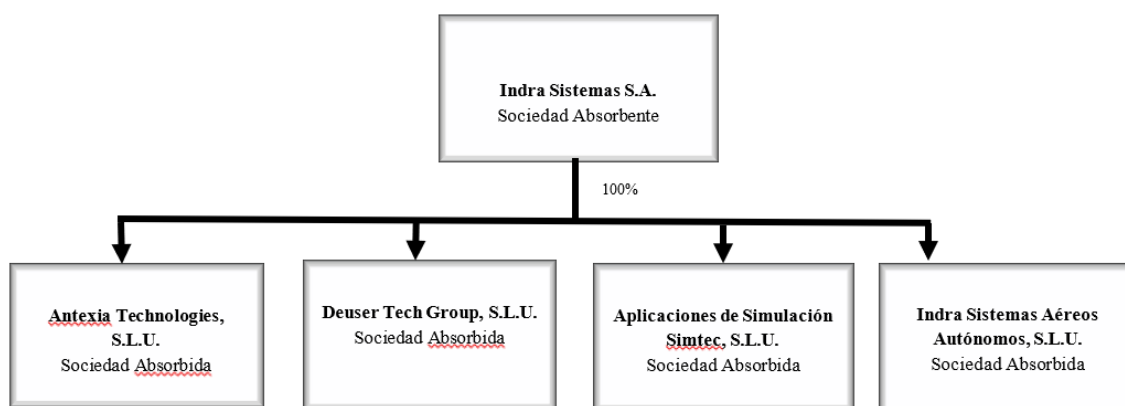 Indra Sistemas S.A.
Sociedad Absorbente
100%
Antexia Technologies,
S.L.U.
Sociedad Absorbida
Deuser Tech Group, S.L.U.
Sociedad Absorbida
Aplicaciones de Simulación
Simtec, S.L.U.
Sociedad Absorbida
Indra Sistemas Aéreos
Autónomos, S.L.U.
Sociedad Absorbida